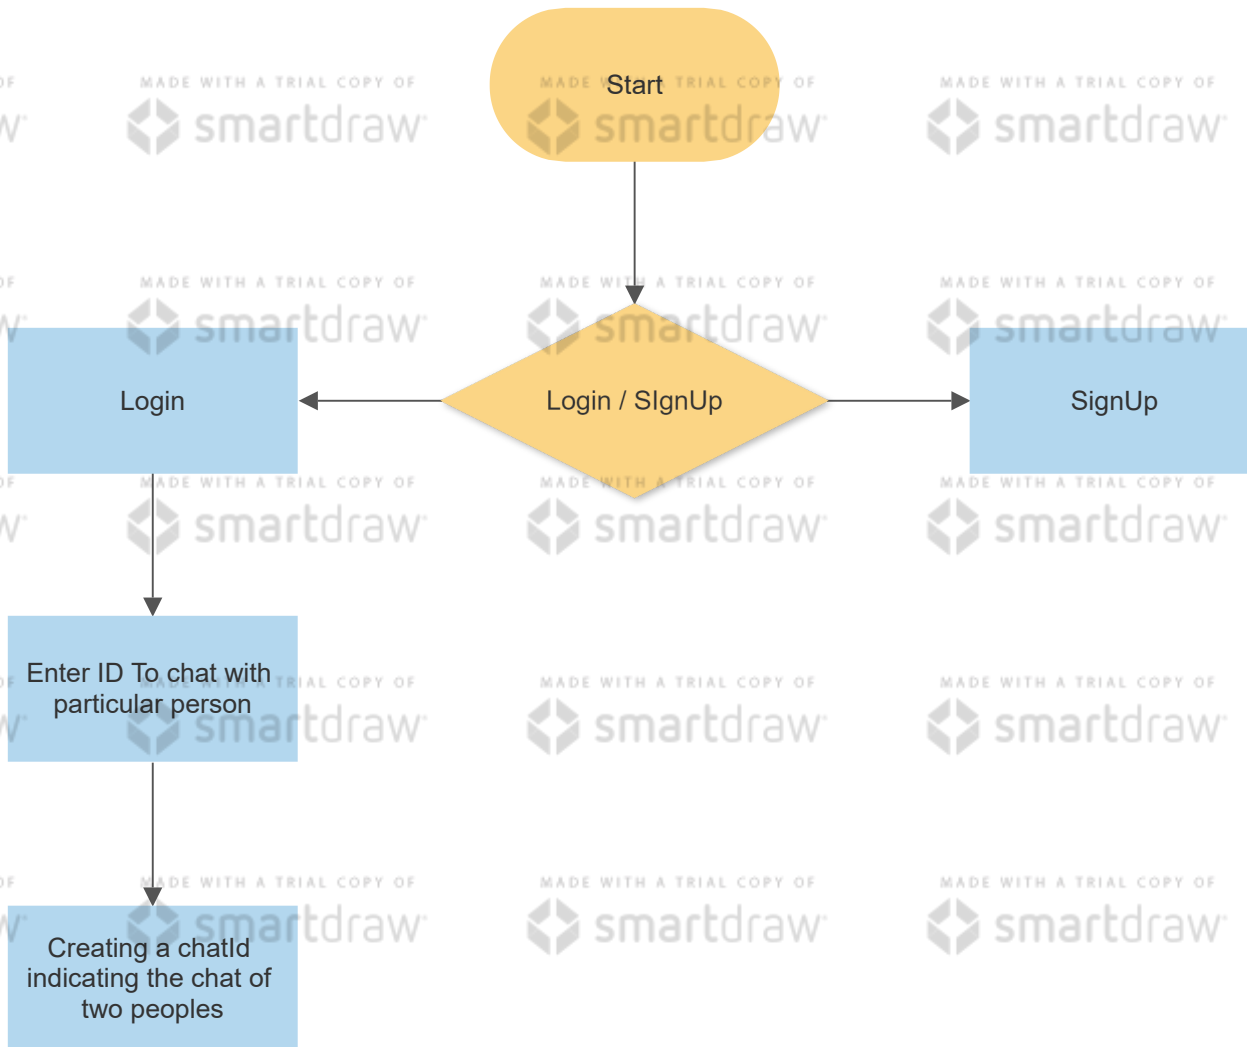 Start
Login / SIgnUp
Login
SignUp
Enter ID To chat with
particular person
Creating a chatId
indicating the chat of
two peoples
MADE WITH A TRIAL COPY OF
smartdraw